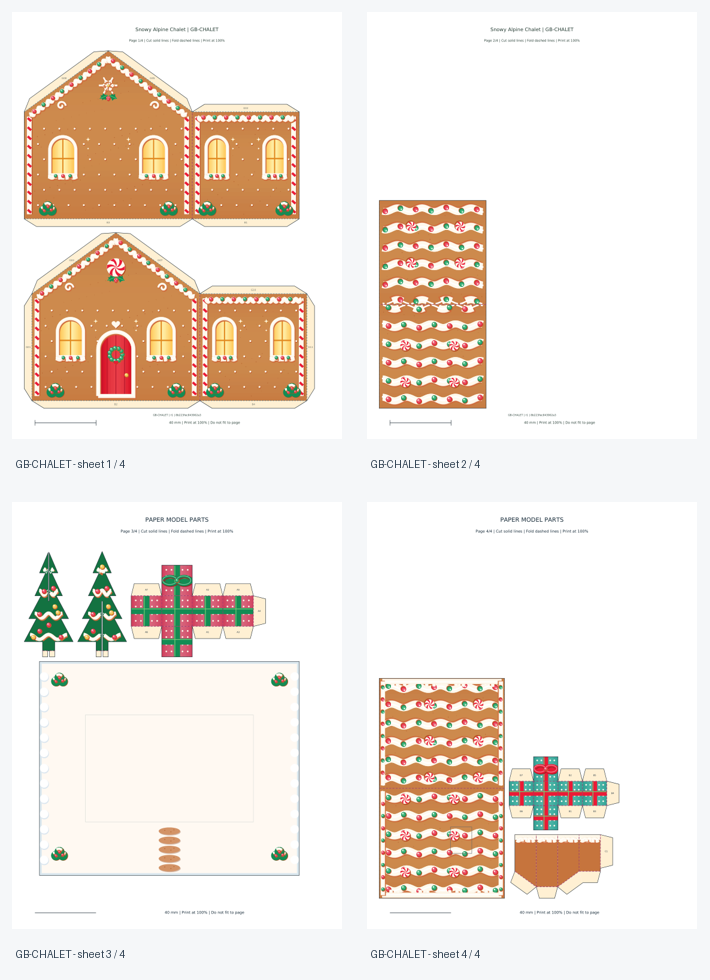 Snowy Alpine Chalet | GB-CHALET
Page 1/4 | Cut solid lines | Fold dashed lines | Print at 100%
40 mm | Print at 100% | Do not fit to page
GB-CHALET - sheet 1 / 4
Snowy Alpine Chalet | GB-CHALET
Page 2/4 | Cut solid lines | Fold dashed lines | Print at 100%
40 mm | Print at 100% | Do not fit to page
GB-CHALET - sheet 2 / 4
PAPER MODEL PARTS
Page 3/4 | Cut solid lines | Fold dashed lines | Print at 100%
40 mm | Print at 100% | Do not fit to page
GB-CHALET - sheet 3 / 4
PAPER MODEL PARTS
Page 4/4 | Cut solid lines | Fold dashed lines | Print at 100%
40 mm | Print at 100% | Do not fit to page
GB-CHALET - sheet 4 / 4